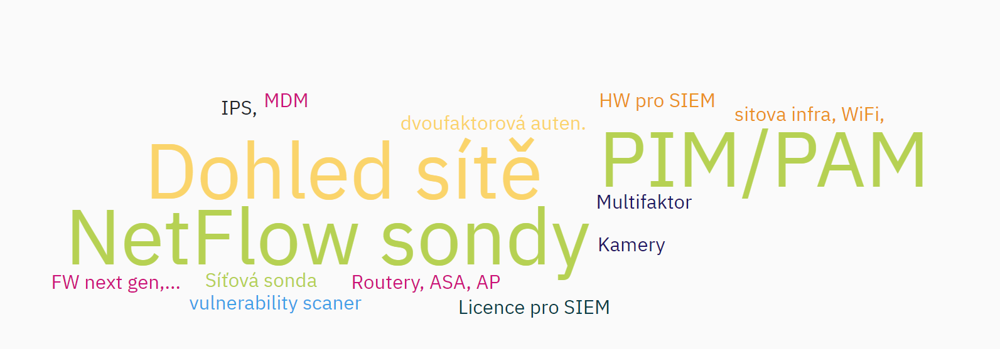 IPS,
MDM
HW pro SIEM
dvoufaktorová auten.
sitova infra, WiFi,
Dohled sítě
PIM/PAM
NetFlow sondy
Multifaktor
Kamery
FW next gen,...
Síťová sonda
Routery, ASA, AP
vulnerability scaner
Licence pro SIEM